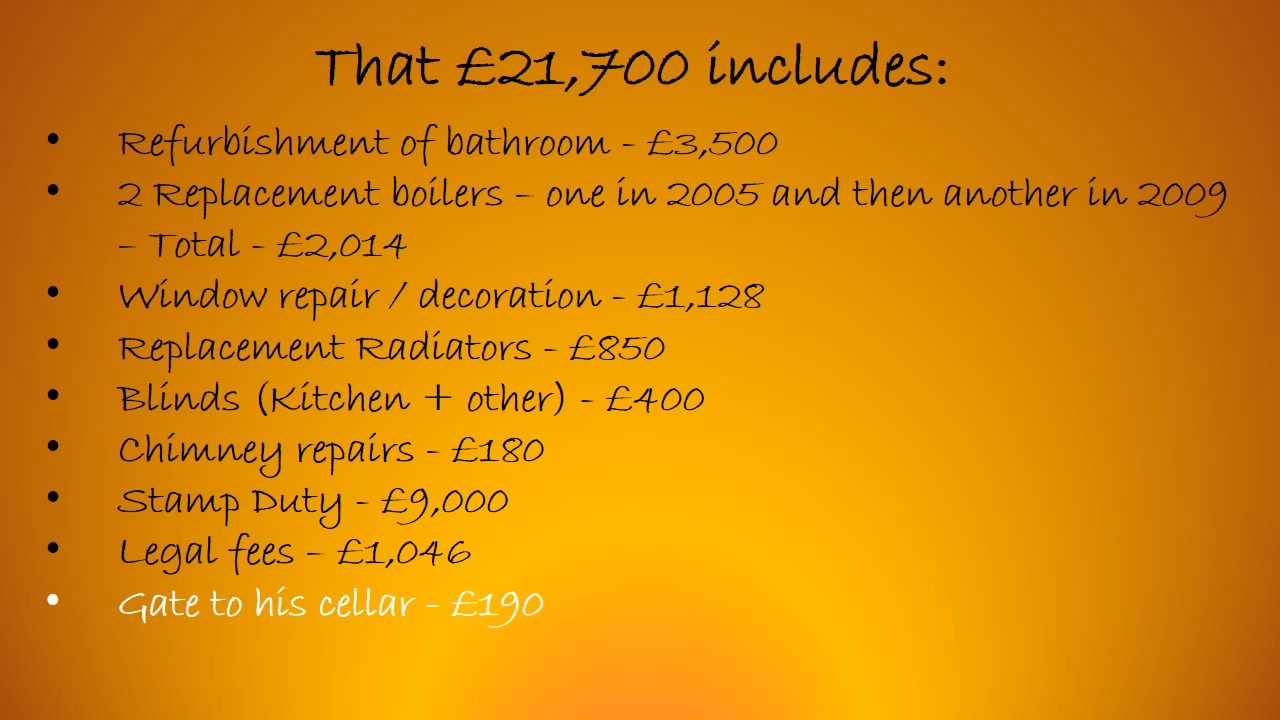 That £21,700 includes:
• Refurbishment of bathroom - £3,500
• 2 Replacement boilers – one in 2005 and then another in 2009
– Total - £2,014
• Window repair / decoration - £1,128
• Replacement Radiators - £850
• Blinds (Kitchen + other) - £400
• Chimney repairs - £180
• Stamp Duty - £9,000
• Legal fees – £1,046
• Gate to his cellar - £190